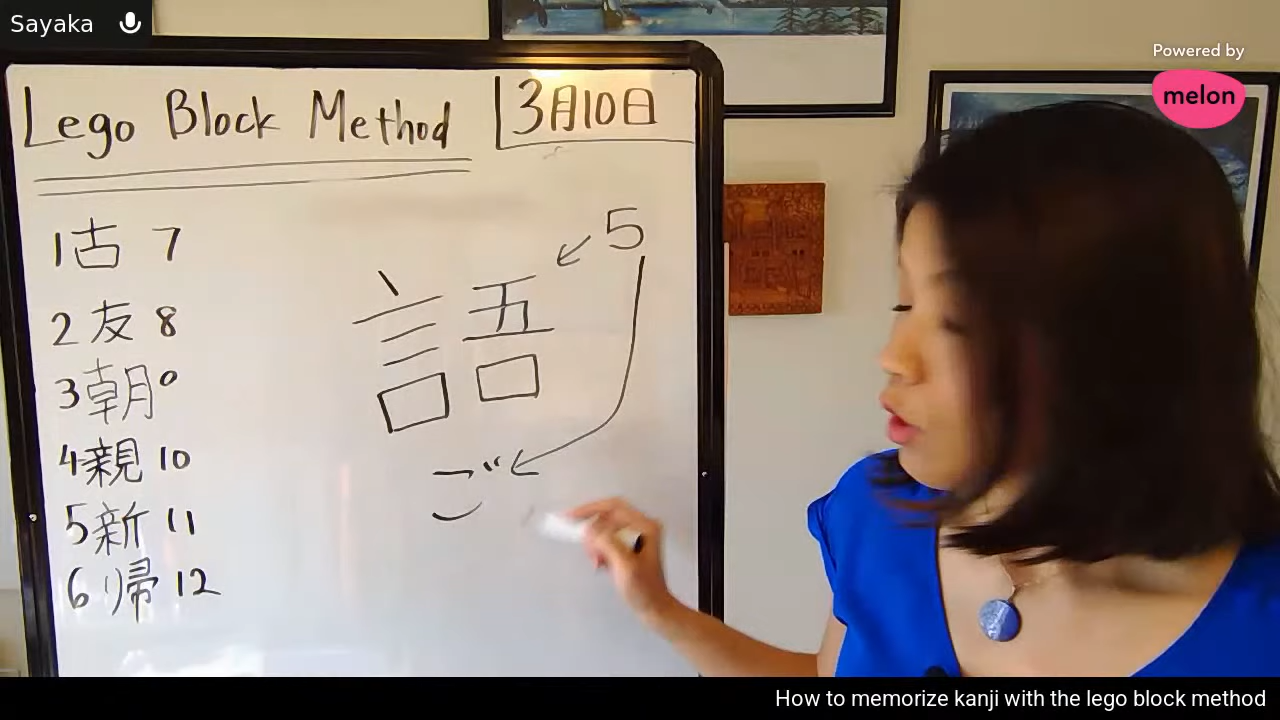 Sayaka
Powered by
melon
Lego Block Method
3月10日
1古 7
2友 8
3朝
4親 10
5新 11
6帰 12
5
語
ご
How to memorize kanji with the lego block method